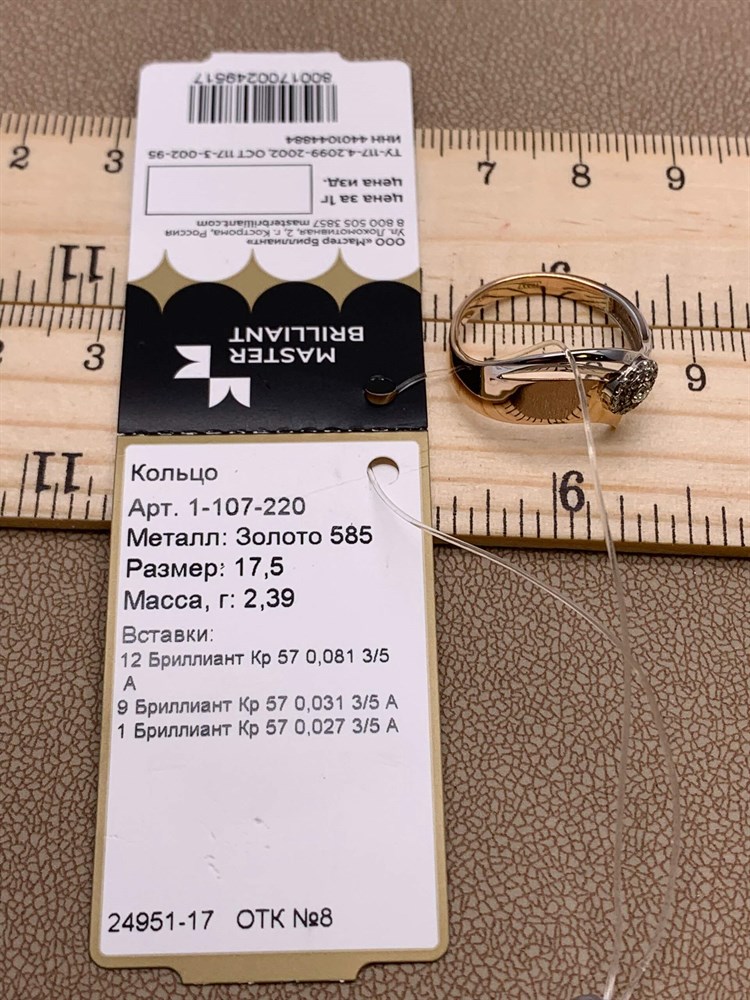 8001700249517
ИНН 4401044884
ТУ-117-4.2099-2002, ОСТ 117-3-002-95
цена изд.
цена за 1г
8 800 505 3857 masterbrilliant.com
Ул. Локомотивная, 2, г. Кострома, Россия
ООО «Мастер Бриллиант»
MASTER
BRILLIANT
Кольцо
Арт. 1-107-220
Металл: Золото 585
Размер: 17,5
Масса, г: 2,39
Вставки:
12 Бриллиант Кр 57 0,081 3/5
А
9 Бриллиант Кр 57 0,031 3/5 А
1 Бриллиант Кр 57 0,027 3/5 А
24951-17 ОТК №8
2 3 7 8 9
11 6
2 3 9
11 6